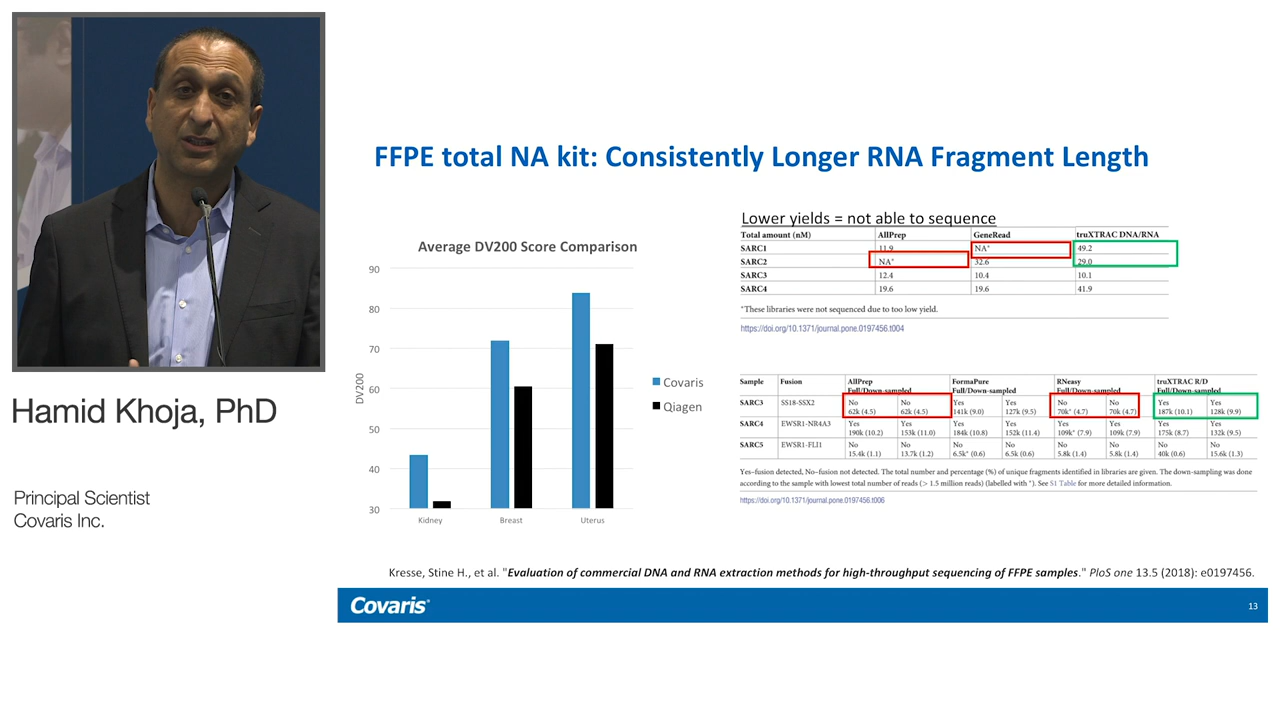 Hamid Khoja, PhD
Principal Scientist
Covaris Inc.
FFPE total NA kit: Consistently Longer RNA Fragment Length
Average DV200 Score Comparison
90
80
70
60
50
40
30
DV200
Kidney Breast Uterus
Covaris
Qiagen
Lower yields = not able to sequence
Total amount (nM) AllPrep GeneRead truXTRAC DNA/RNA
SARC1 11.9 NA* 49.2
SARC2 NA* 32.6 29.0
SARC3 12.4 10.4 10.1
SARC4 19.6 19.6 41.9
*These libraries were not sequenced due to too low yield.
https://doi.org/10.1371/journal.pone.0197456.t004
Sample Fusion AllPrep FormaPure RNeasy truXTRAC R/D
Full/Down-sampled Full/Down-sampled Full/Down-sampled Full/Down-sampled
SARC3 SS18-SSX2 No No Yes Yes No No Yes Yes
62k (4.5) 62k (4.5) 141k (9.0) 127k (9.5) 70k* (4.7) 70k (4.7) 187k (10.1) 128k (9.9)
SARC4 EWSR1-NR4A3 Yes Yes Yes Yes Yes Yes Yes Yes
190k (10.2) 153k (11.0) 184k (10.8) 152k (11.4) 109k* (7.9) 109k (7.9) 175k (8.7) 132k (9.5)
SARC5 EWSR1-FLI1 No No No No No No No No
15.4k (1.1) 13.7k (1.2) 6.5k* (0.6) 6.5k (0.6) 5.8k (1.4) 5.8k (1.4) 40k (0.6) 15.6k (1.3)
Yes–fusion detected, No–fusion not detected. The total number and percentage (%) of unique fragments identified in libraries are given. The down-sampling was done
according to the sample with lowest total number of reads (> 1.5 million reads) (labelled with *). See S1 Table for more detailed information.
https://doi.org/10.1371/journal.pone.0197456.t006
Kresse, Stine H., et al. "Evaluation of commercial DNA and RNA extraction methods for high-throughput sequencing of FFPE samples." PloS one 13.5 (2018): e0197456.
Covaris®
13